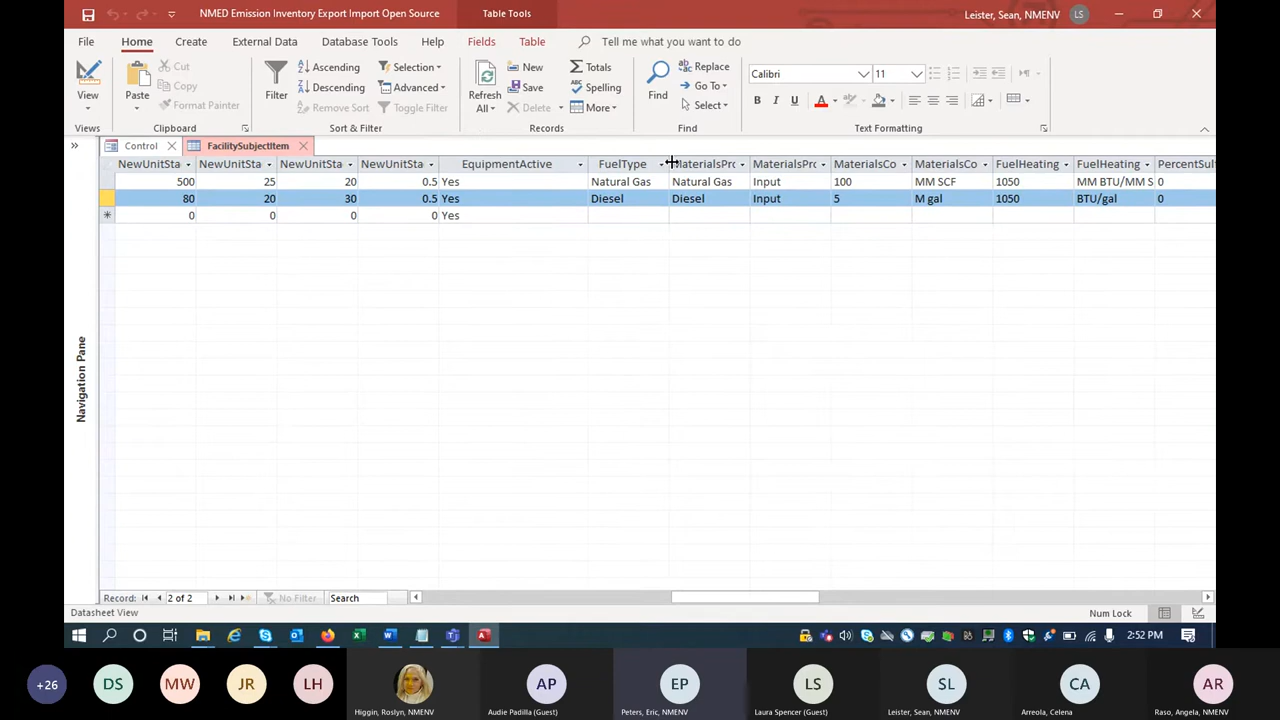 NMED Emission Inventory Export Import Open Source
Table Tools
Leister, Sean, NMENV
LS
File
Home
Create
External Data
Database Tools
Help
Fields
Table
Tell me what you want to do
View
Views
Paste
Cut
Copy
Format Painter
Clipboard
Filter
Ascending
Descending
Remove Sort
Selection
Advanced
Toggle Filter
Sort & Filter
Refresh
All
New
Save
Delete
Totals
Spelling
More
Records
Find
Replace
Go To
Select
Find
Calibri
11
B I U
Text Formatting
Control
FacilitySubjectItem
NewUnitSta NewUnitSta NewUnitSta NewUnitSta EquipmentActive FuelType MaterialsPro MaterialsPro MaterialsCo MaterialsCo FuelHeating FuelHeating PercentSulf
500 25 20 0.5 Yes Natural Gas Natural Gas Input 100 MM SCF 1050 MM BTU/MM S 0
80 20 30 0.5 Yes Diesel Diesel Input 5 M gal 1050 BTU/gal 0
0 0 0 0 Yes
Navigation Pane
Record: 2 of 2 No Filter Search
Datasheet View
Num Lock
2:52 PM
+26
DS
MW
JR
LH
Higgin, Roslyn, NMENV
AP
Audie Padilla (Guest)
EP
Peters, Eric, NMENV
LS
Laura Spencer (Guest)
SL
Leister, Sean, NMENV
CA
Arreola, Celena
AR
Raso, Angela, NMENV